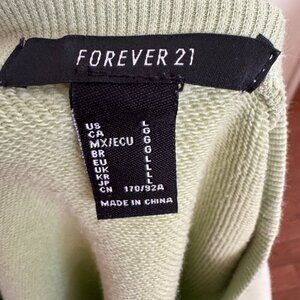 FOREVER 21
US L
CA G
MX/ECU G
BR G
EU L
UK L
KR L
JP L
CN 170/92A
MADE IN CHINA